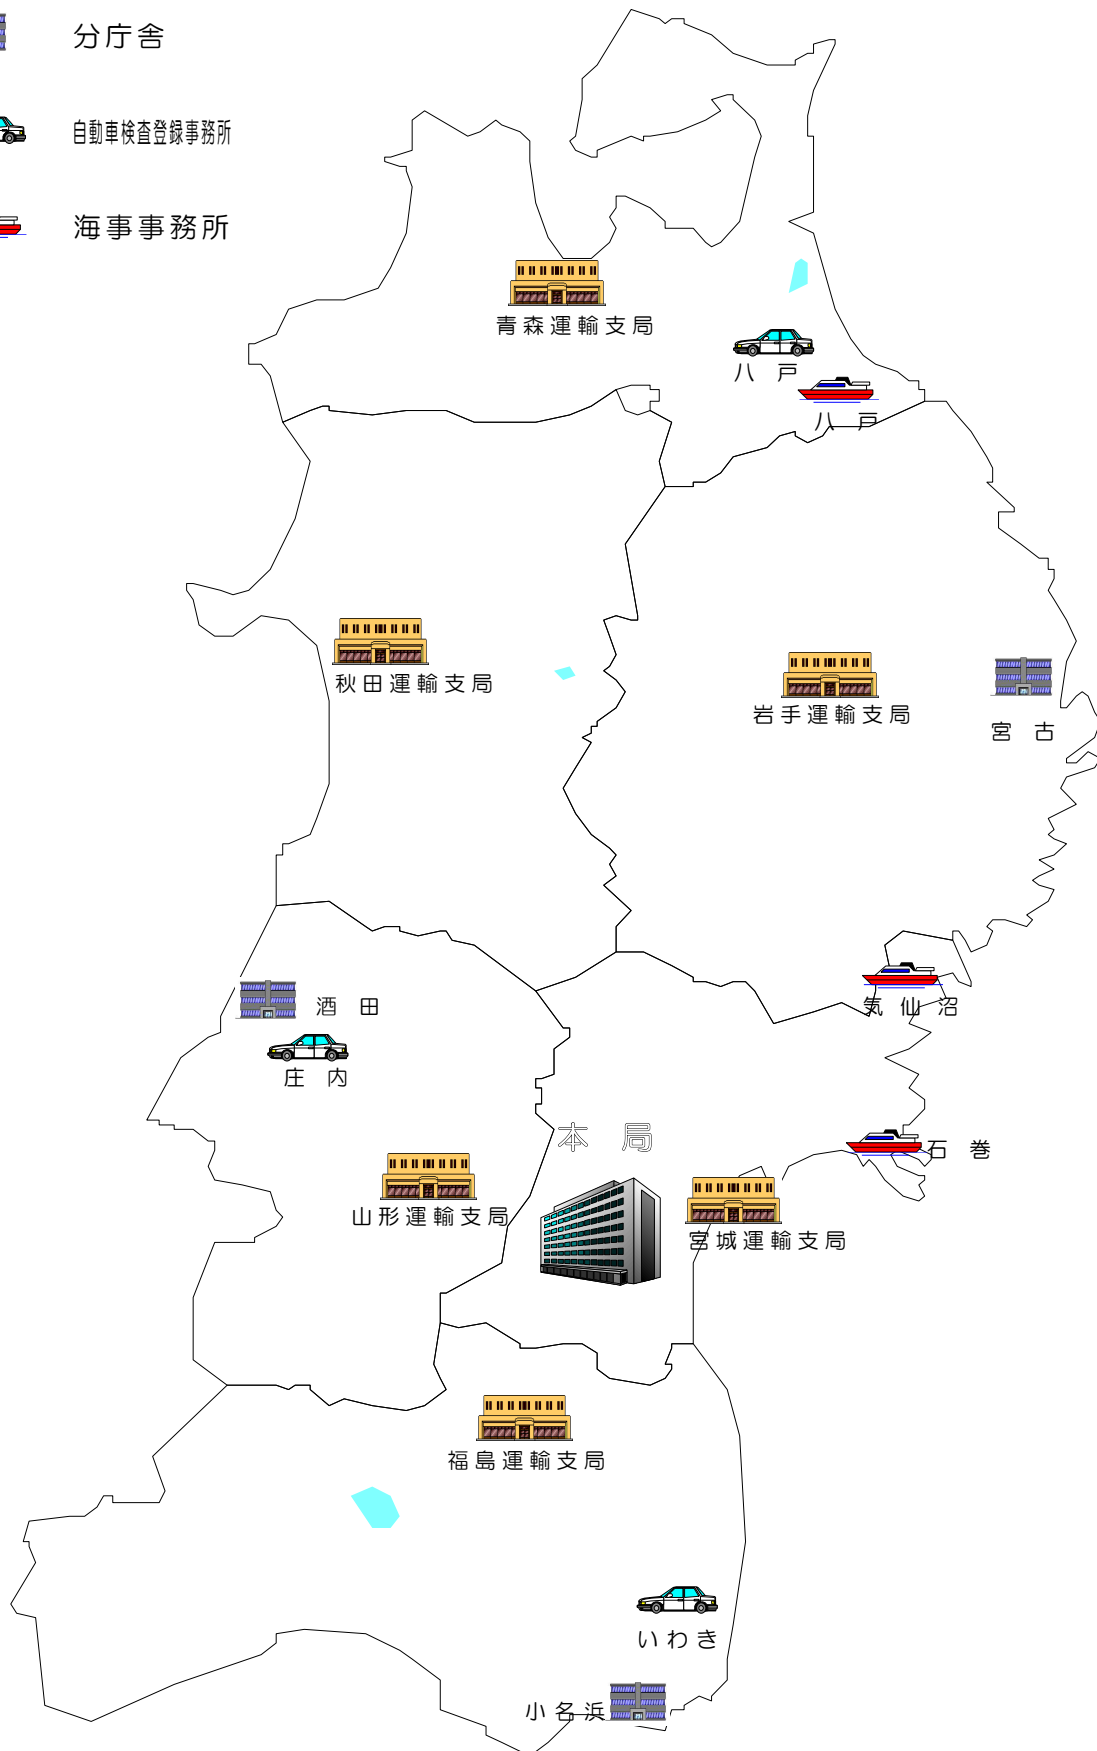 分庁舎
自動車検査登録事務所
海事事務所
青森運輸支局
八戸
八戸
秋田運輸支局
岩手運輸支局
宮古
気仙沼
酒田
庄内
本局
石巻
山形運輸支局
宮城運輸支局
福島運輸支局
いわき
小名浜